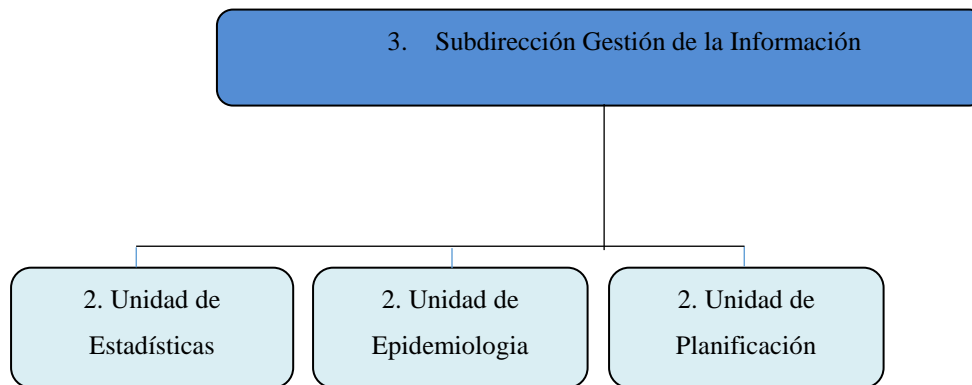 3. Subdirección Gestión de la Información
2. Unidad de
Estadísticas
2. Unidad de
Epidemiologia
2. Unidad de
Planificación